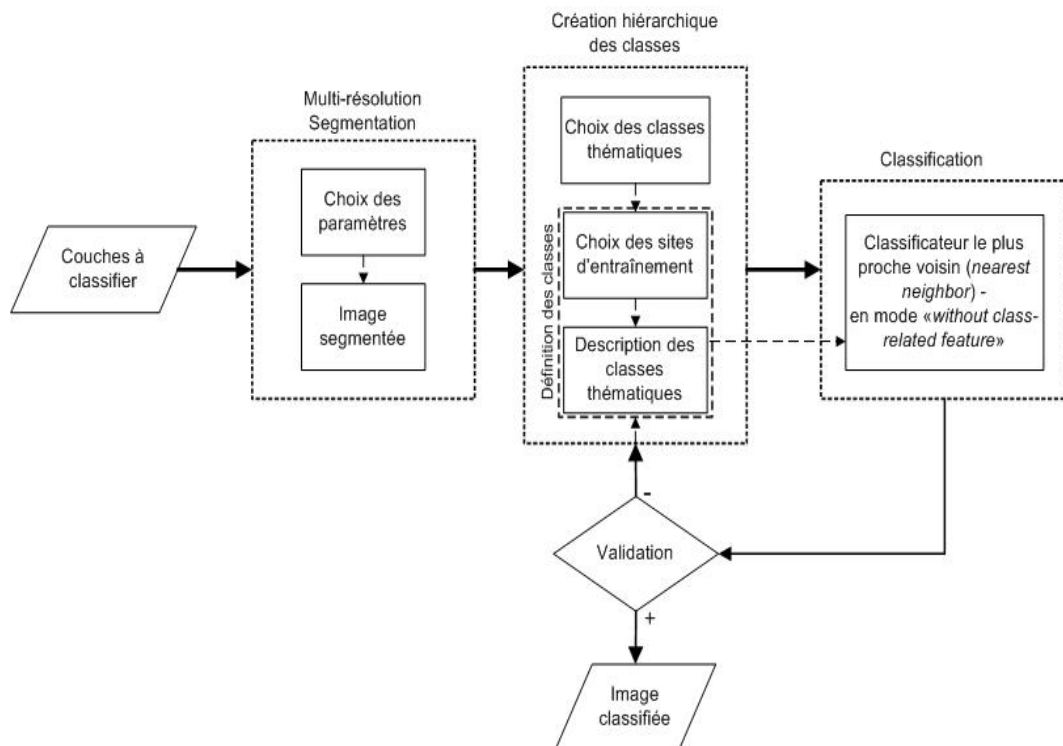 Couches à
classifier
Multi-résolution
Segmentation
Choix des
paramètres
Image
segmentée
Création hiérarchique
des classes
Choix des classes
thématiques
Définition des classes
Choix des sites
d'entraînement
Description des
classes
thématiques
Classification
Classificateur le plus
proche voisin (nearest
neighbor) -
en mode «without class-
related feature»
-
Validation
+
Image
classifiée